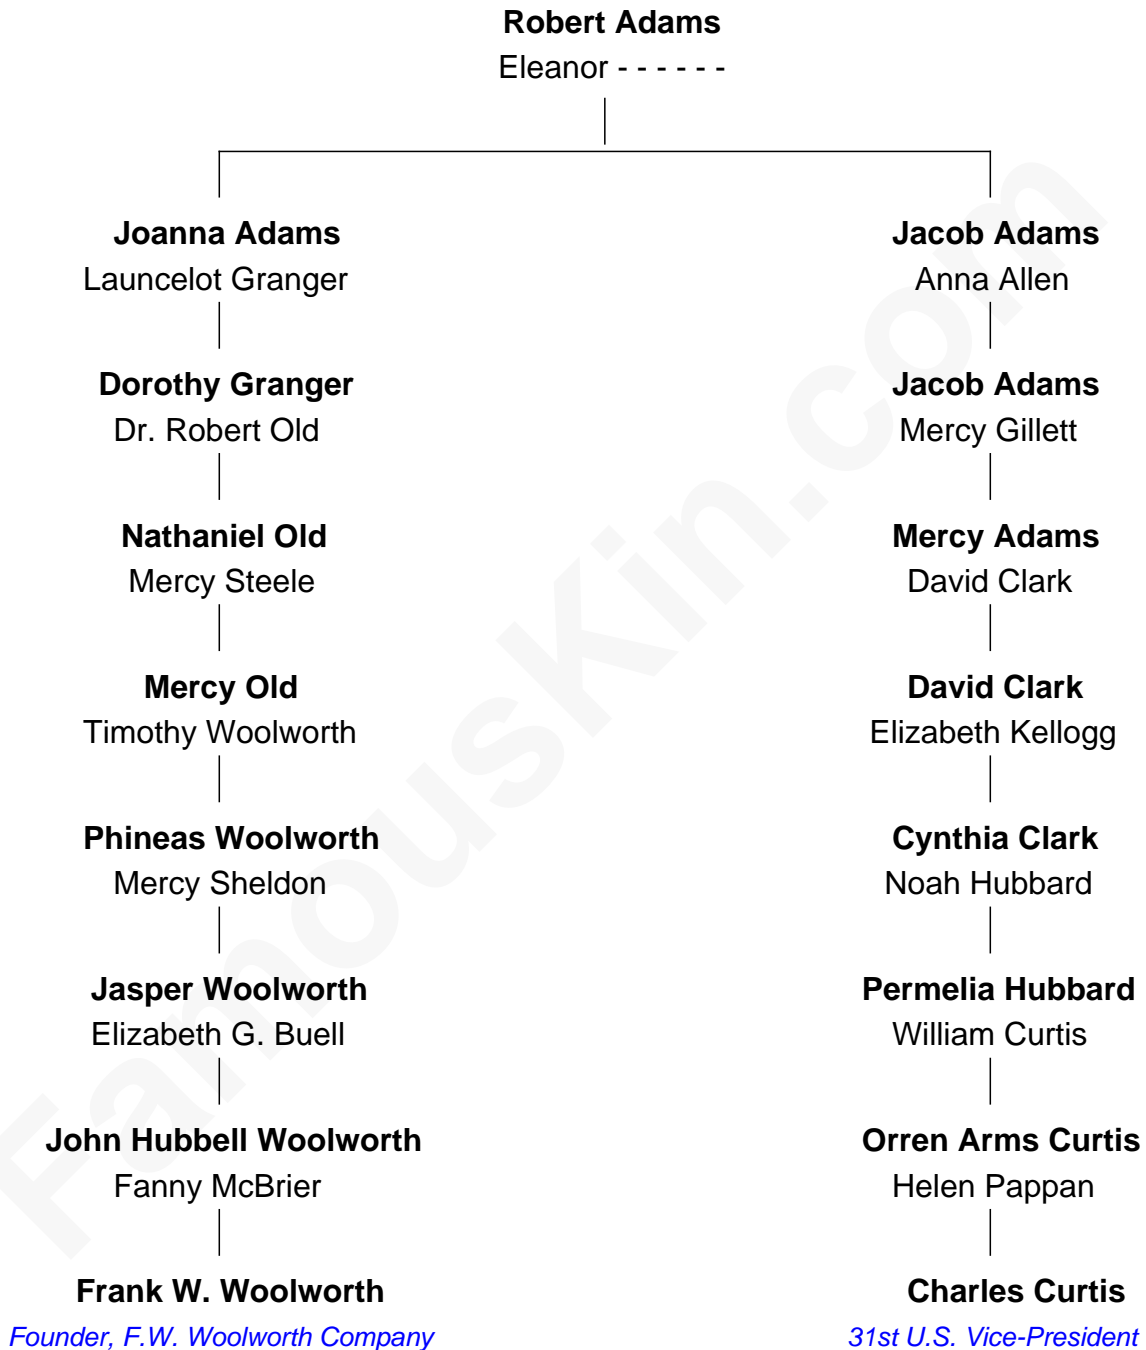 Robert Adams
Eleanor - - - - - -
Joanna Adams
Launcelot Granger
Jacob Adams
Anna Allen
Dorothy Granger
Dr. Robert Old
Jacob Adams
Mercy Gillett
Nathaniel Old
Mercy Steele
Mercy Adams
David Clark
Mercy Old
Timothy Woolworth
David Clark
Elizabeth Kellogg
Phineas Woolworth
Mercy Sheldon
Cynthia Clark
Noah Hubbard
Jasper Woolworth
Elizabeth G. Buell
Permelia Hubbard
William Curtis
John Hubbell Woolworth
Fanny McBrier
Orren Arms Curtis
Helen Pappan
Frank W. Woolworth
Founder, F.W. Woolworth Company
Charles Curtis
31st U.S. Vice-President
FamousKin.com